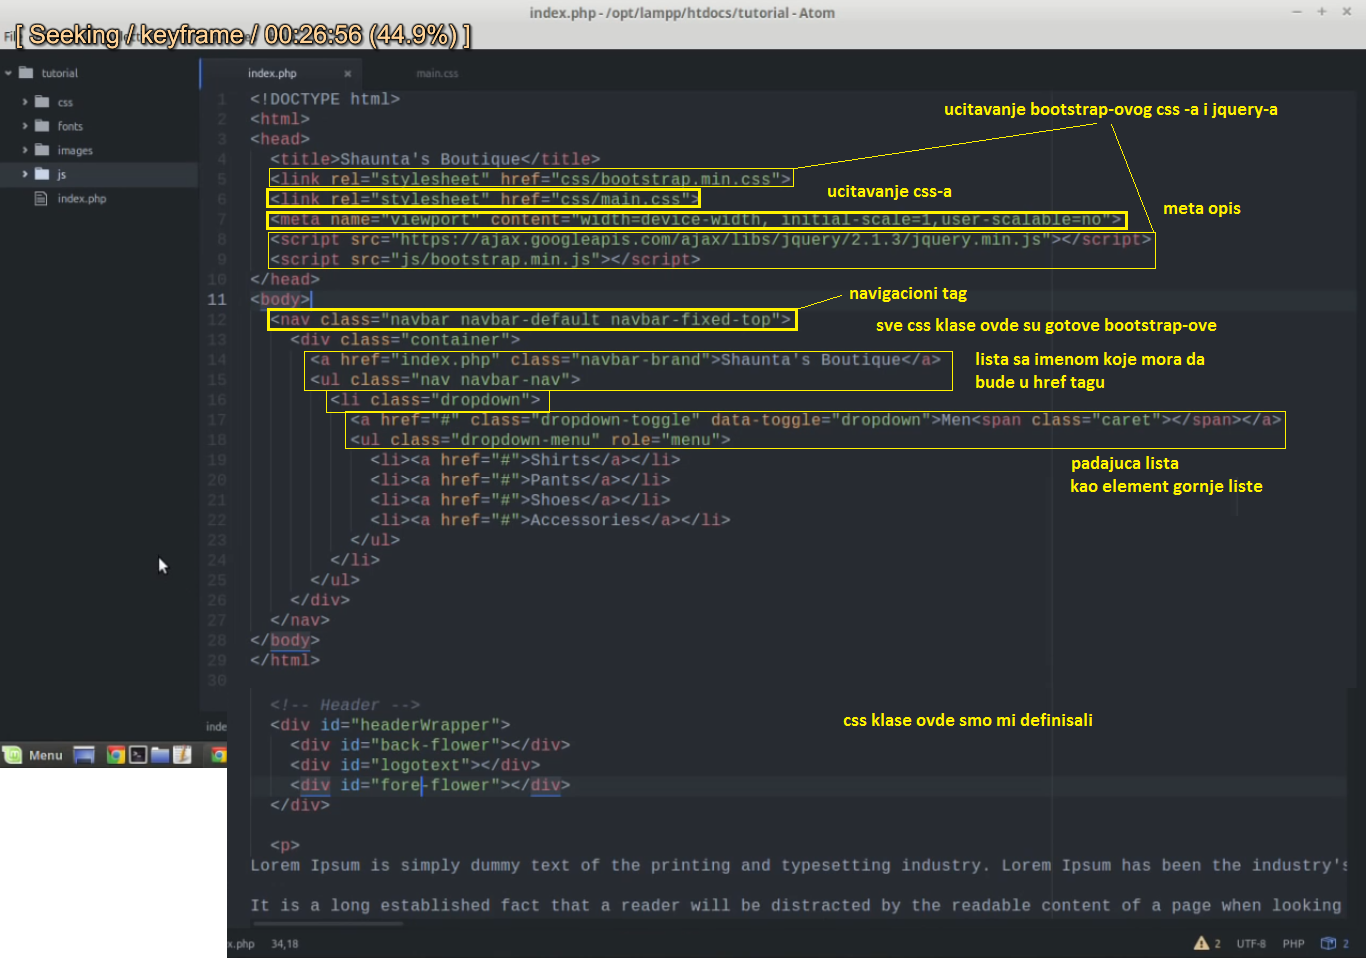 index.php - /opt/lampp/htdocs/tutorial - Atom
[ Seeking / keyframe / 00:26:56 (44.9%) ]
tutorial
css
fonts
images
js
index.php
index.php
main.css
1 <!DOCTYPE html>
2 <html>
3 <head>
4 <title>Shaunta's Boutique</title>
5 <link rel="stylesheet" href="css/bootstrap.min.css">
6 <link rel="stylesheet" href="css/main.css">
7 <meta name="viewport" content="width=device-width, initial-scale=1,user-scalable=no">
8 <script src="https://ajax.googleapis.com/ajax/libs/jquery/2.1.3/jquery.min.js"></script>
9 <script src="js/bootstrap.min.js"></script>
10 </head>
11 <body>
12 <nav class="navbar navbar-default navbar-fixed-top">
13 <div class="container">
14 <a href="index.php" class="navbar-brand">Shaunta's Boutique</a>
15 <ul class="nav navbar-nav">
16 <li class="dropdown">
17 <a href="#" class="dropdown-toggle" data-toggle="dropdown">Men<span class="caret"></span></a>
18 <ul class="dropdown-menu" role="menu">
19 <li><a href="#">Shirts</a></li>
20 <li><a href="#">Pants</a></li>
21 <li><a href="#">Shoes</a></li>
22 <li><a href="#">Accessories</a></li>
23 </ul>
24 </li>
25 </ul>
26 </div>
27 </nav>
28 </body>
29 </html>
30
ucitavanje bootstrap-ovog css -a i jquery-a
ucitavanje css-a
meta opis
navigacioni tag
sve css klase ovde su gotove bootstrap-ove
lista sa imenom koje mora da
bude u href tagu
padajuca lista
kao element gornje liste
<!-- Header -->
<div id="headerWrapper">
<div id="back-flower"></div>
<div id="logotext"></div>
<div id="fore-flower"></div>
</div>
css klase ovde smo mi definisali
<p>
Lorem Ipsum is simply dummy text of the printing and typesetting industry. Lorem Ipsum has been the industry's
It is a long established fact that a reader will be distracted by the readable content of a page when looking
inde
Menu
x.php 34,18
2 UTF-8 PHP 2